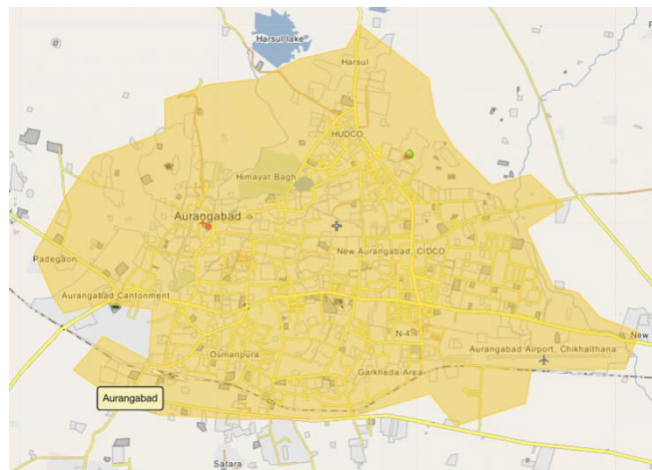 Harsul lake
Harsul
HUDCO
Himayat Bagh
Aurangabad
New Aurangabad, CIDCO
Padegaon
Aurangabad Cantonment
N-4
New
Osmanpura
Aurangabad Airport, Chikhalthana
Garkheda Area
Aurangabad
Satara